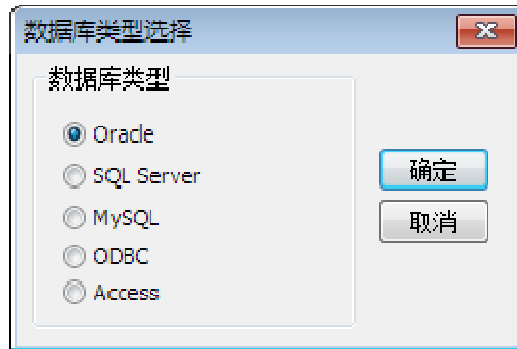 数据库类型选择
数据库类型
Oracle
SQL Server
MySQL
ODBC
Access
确定
取消